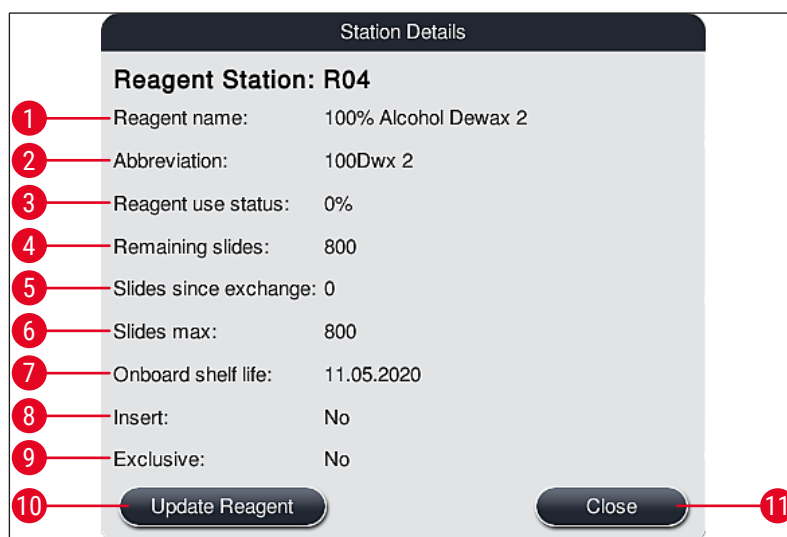 Station Details
Reagent Station: R04
1 Reagent name: 100% Alcohol Dewax 2
2 Abbreviation: 100Dwx 2
3 Reagent use status: 0%
4 Remaining slides: 800
5 Slides since exchange: 0
6 Slides max: 800
7 Onboard shelf life: 11.05.2020
8 Insert: No
9 Exclusive: No
10 Update Reagent Close 11